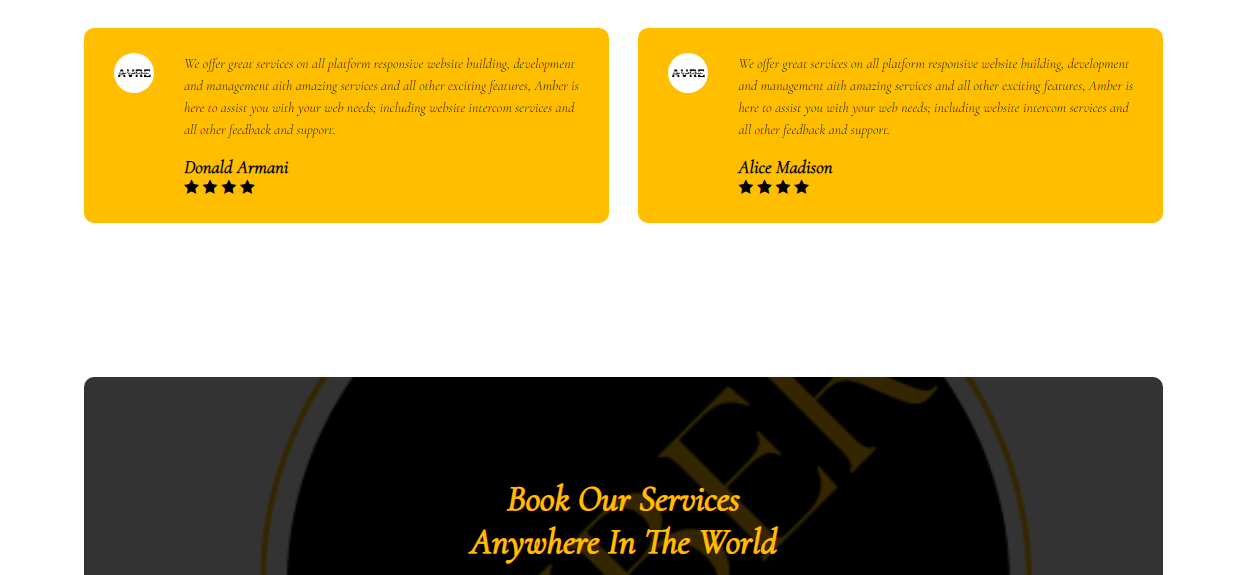 AVRE
We offer great services on all platform responsive website building, development
and management aith amazing services and all other exciting features, Amber is
here to assist you with your web needs; including website intercom services and
all other feedback and support.
Donald Armani
AVRE
We offer great services on all platform responsive website building, development
and management aith amazing services and all other exciting features, Amber is
here to assist you with your web needs; including website intercom services and
all other feedback and support.
Alice Madison
BER
Book Our Services
Anywhere In The World